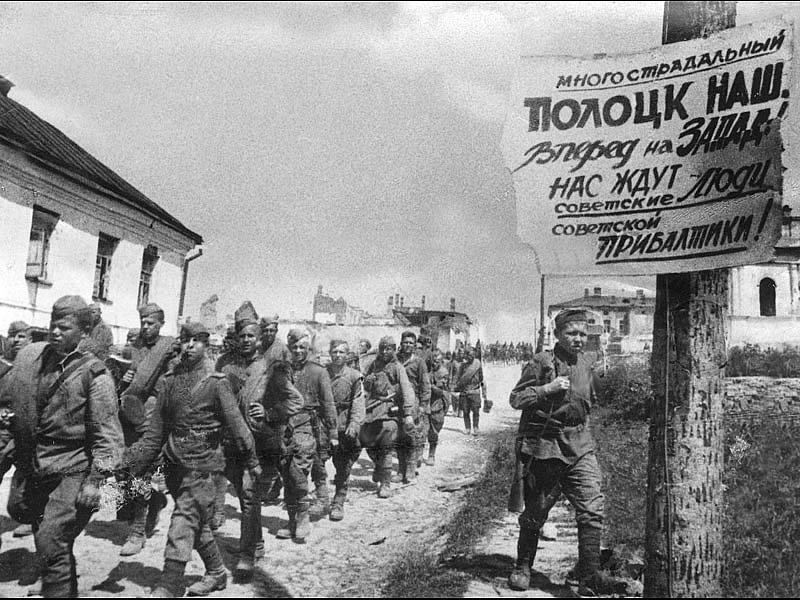 МНОГОСТРАДАЛЬНЫЙ
ПОЛОЦК НАШ.
Вперед на ЗАПАД!
НАС ЖДУТ ЛЮДИ
СОВЕТСКИЕ
СОВЕТСКОЙ
ПРИБАЛТИКИ!